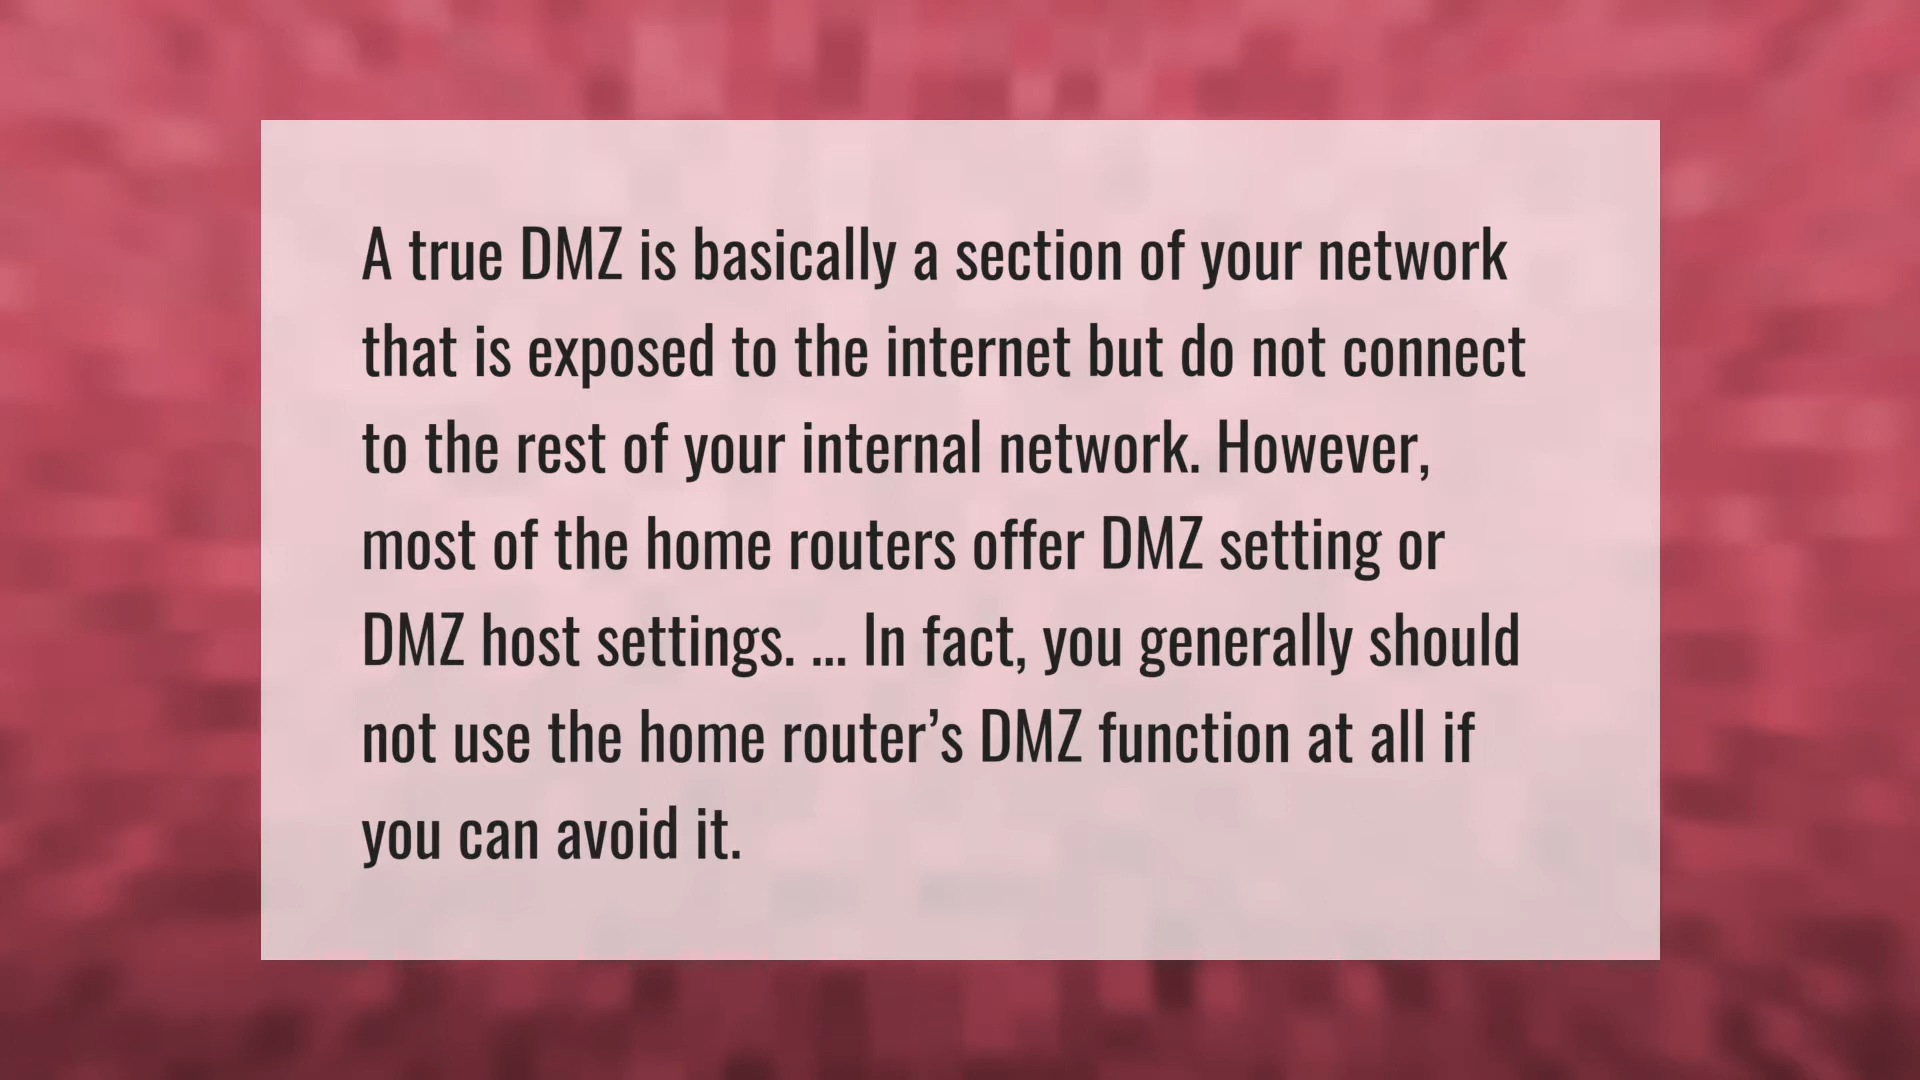 A true DMZ is basically a section of your network
that is exposed to the internet but do not connect
to the rest of your internal network. However,
most of the home routers offer DMZ setting or
DMZ host settings. ... In fact, you generally should
not use the home router’s DMZ function at all if
you can avoid it.